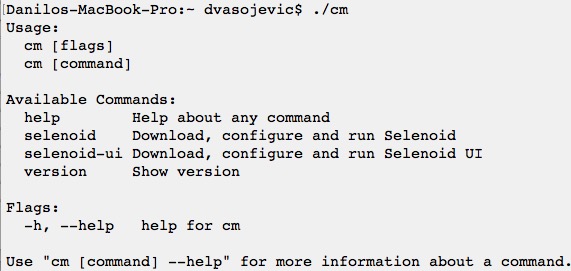 Danilos-MacBook-Pro:~ dvasojevic$ ./cm
Usage:
  cm [flags]
  cm [command]

Available Commands:
  help        Help about any command
  selenoid    Download, configure and run Selenoid
  selenoid-ui Download, configure and run Selenoid UI
  version     Show version

Flags:
  -h, --help   help for cm

Use "cm [command] --help" for more information about a command.